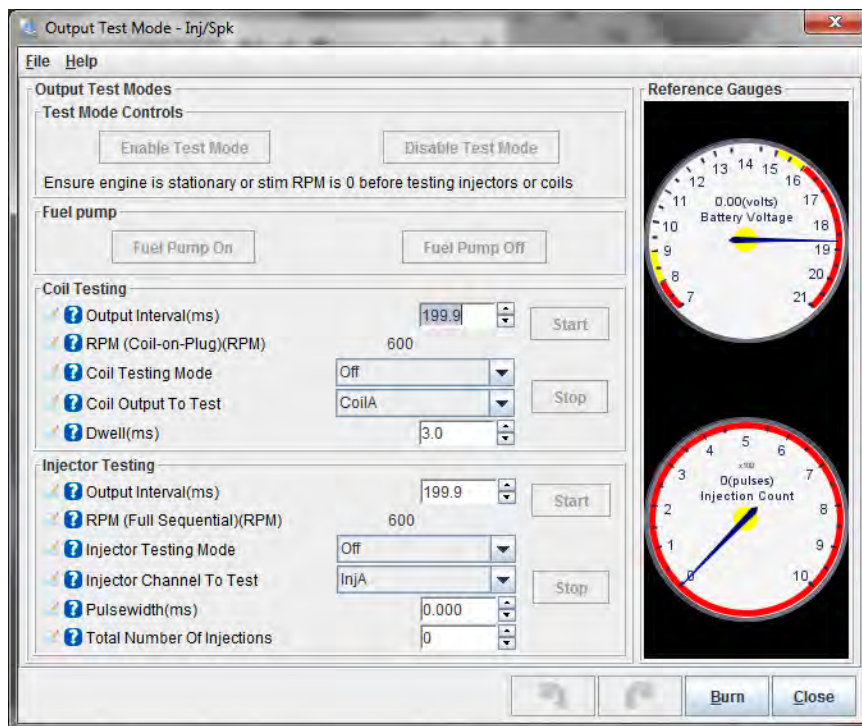 Output Test Mode - Inj/Spk
File Help
Output Test Modes
Test Mode Controls
Enable Test Mode Disable Test Mode
Ensure engine is stationary or stim RPM is 0 before testing injectors or coils
Fuel pump
Fuel Pump On Fuel Pump Off
Coil Testing
Output Interval(ms) 199.9 Start
RPM (Coil-on-Plug)(RPM) 600
Coil Testing Mode Off
Coil Output To Test CoilA Stop
Dwell(ms) 3.0
Injector Testing
Output Interval(ms) 199.9 Start
RPM (Full Sequential)(RPM) 600
Injector Testing Mode Off
Injector Channel To Test InjA Stop
Pulsewidth(ms) 0.000
Total Number Of Injections 0
Reference Gauges
7 8 9 10 11 12 13 14 15 16 17 18 19 20 21
0.00(volts)
Battery Voltage
0 1 2 3 4 5 6 7 8 9 10
x100
0(pulses)
Injection Count
Burn Close